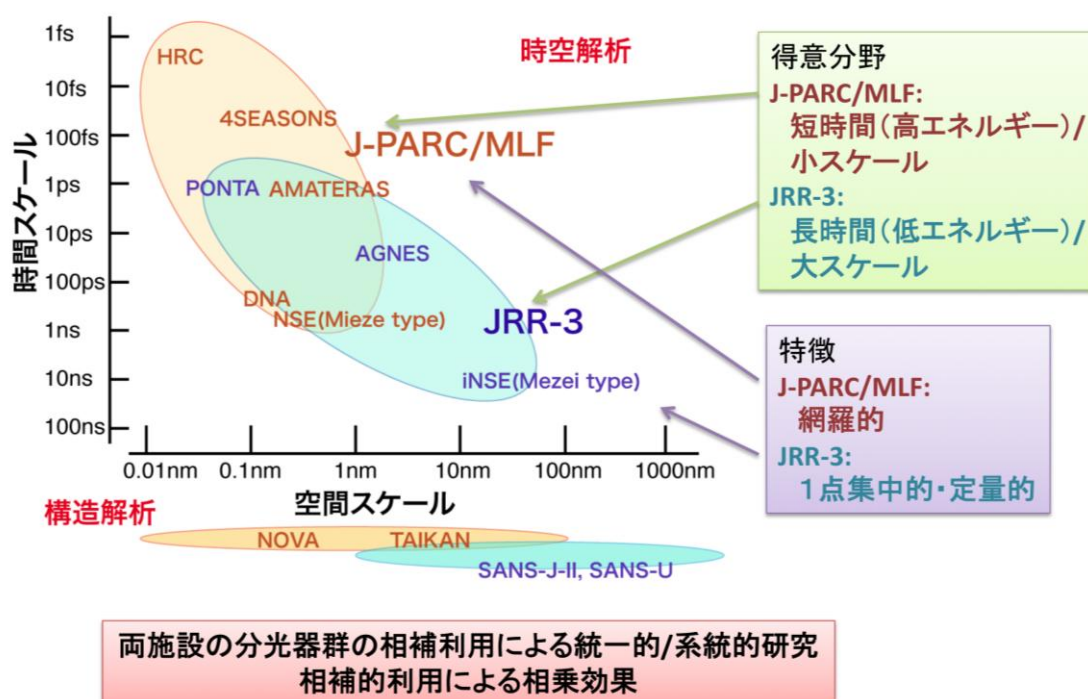 1fs
10fs
100fs
1ps
10ps
100ps
1ns
10ns
100ns
時間スケール
HRC
4SEASONS
時空解析
J-PARC/MLF
PONTA
AMATERAS
AGNES
DNA
NSE(Mieze type)
JRR-3
iNSE(Mezei type)
0.01nm 0.1nm 1nm 10nm 100nm 1000nm
空間スケール
構造解析
NOVA TAIKAN
SANS-J-II, SANS-U
得意分野
J-PARC/MLF:
短時間(高エネルギー)/
小スケール
JRR-3:
長時間(低エネルギー)/
大スケール
特徴
J-PARC/MLF:
網羅的
JRR-3:
1点集中的・定量的
両施設の分光器群の相補利用による統一的/系統的研究
相補的利用による相乗効果